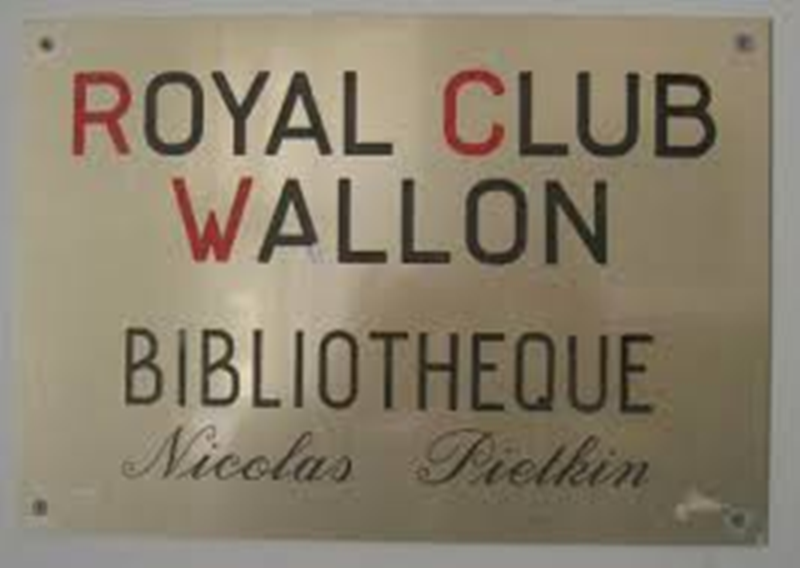 ROYAL CLUB
WALLON
BIBLIOTHEQUE
Nicolas Pietkin